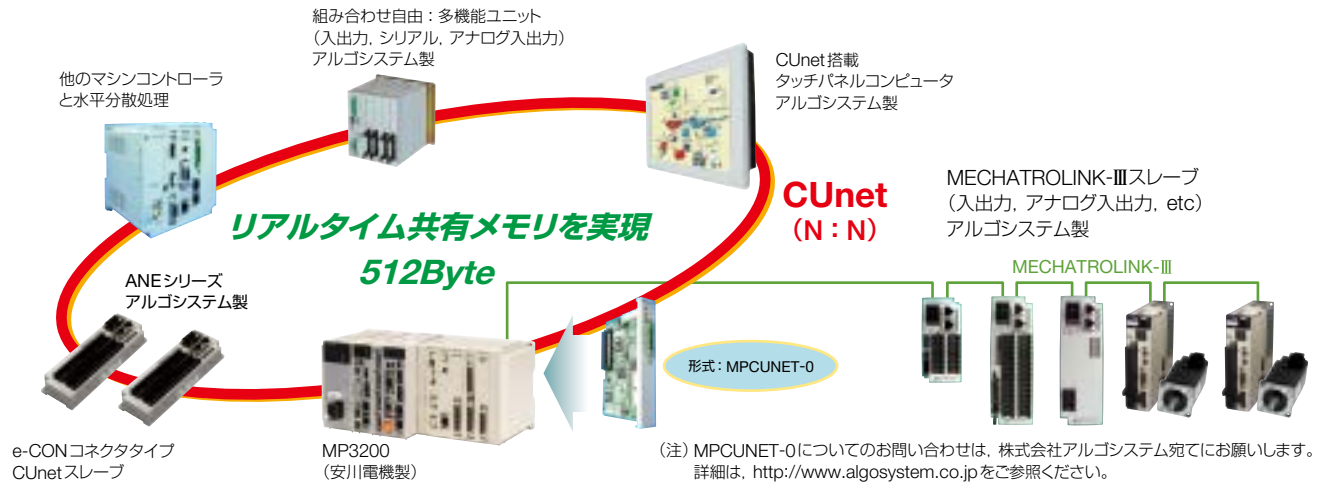 組み合わせ自由：多機能ユニット
（入出力，シリアル，アナログ入出力）
アルゴシステム製
他のマシンコントローラ
と水平分散処理
CUnet搭載
タッチパネルコンピュータ
アルゴシステム製
CUnet
（N：N）
MECHATROLINK-Ⅲスレーブ
（入出力，アナログ入出力，etc）
アルゴシステム製
リアルタイム共有メモリを実現
512Byte
MECHATROLINK-Ⅲ
ANEシリーズ
アルゴシステム製
形式：MPCUNET-0
e-CONコネクタタイプ
CUnetスレーブ
MP3200
（安川電機製）
（注）MPCUNET-0についてのお問い合わせは，株式会社アルゴシステム宛てにお願いします。
詳細は，http://www.algosystem.co.jpをご参照ください。